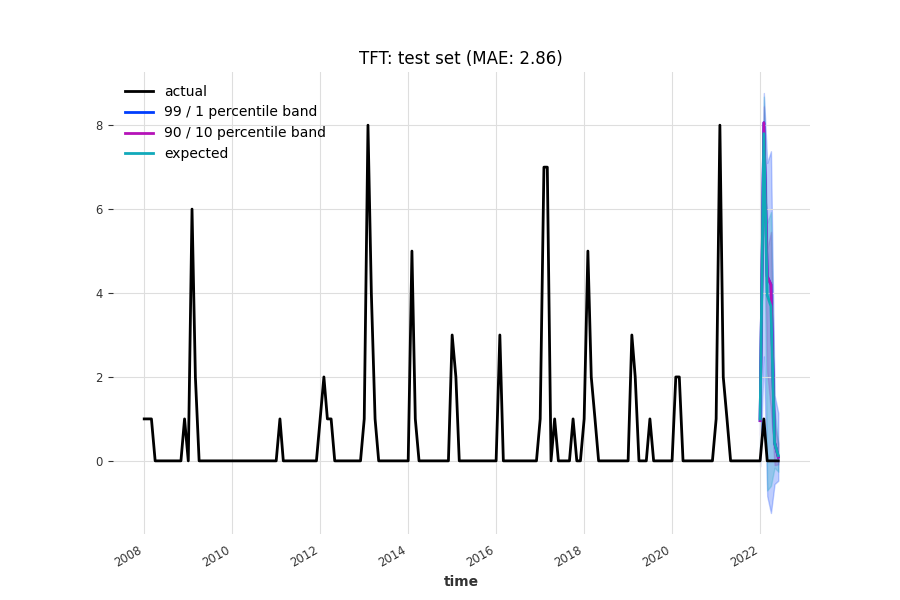 TFT: test set (MAE: 2.86)
actual
99 / 1 percentile band
90 / 10 percentile band
expected
8
6
4
2
0
2008
2010
2012
2014
2016
2018
2020
2022
time